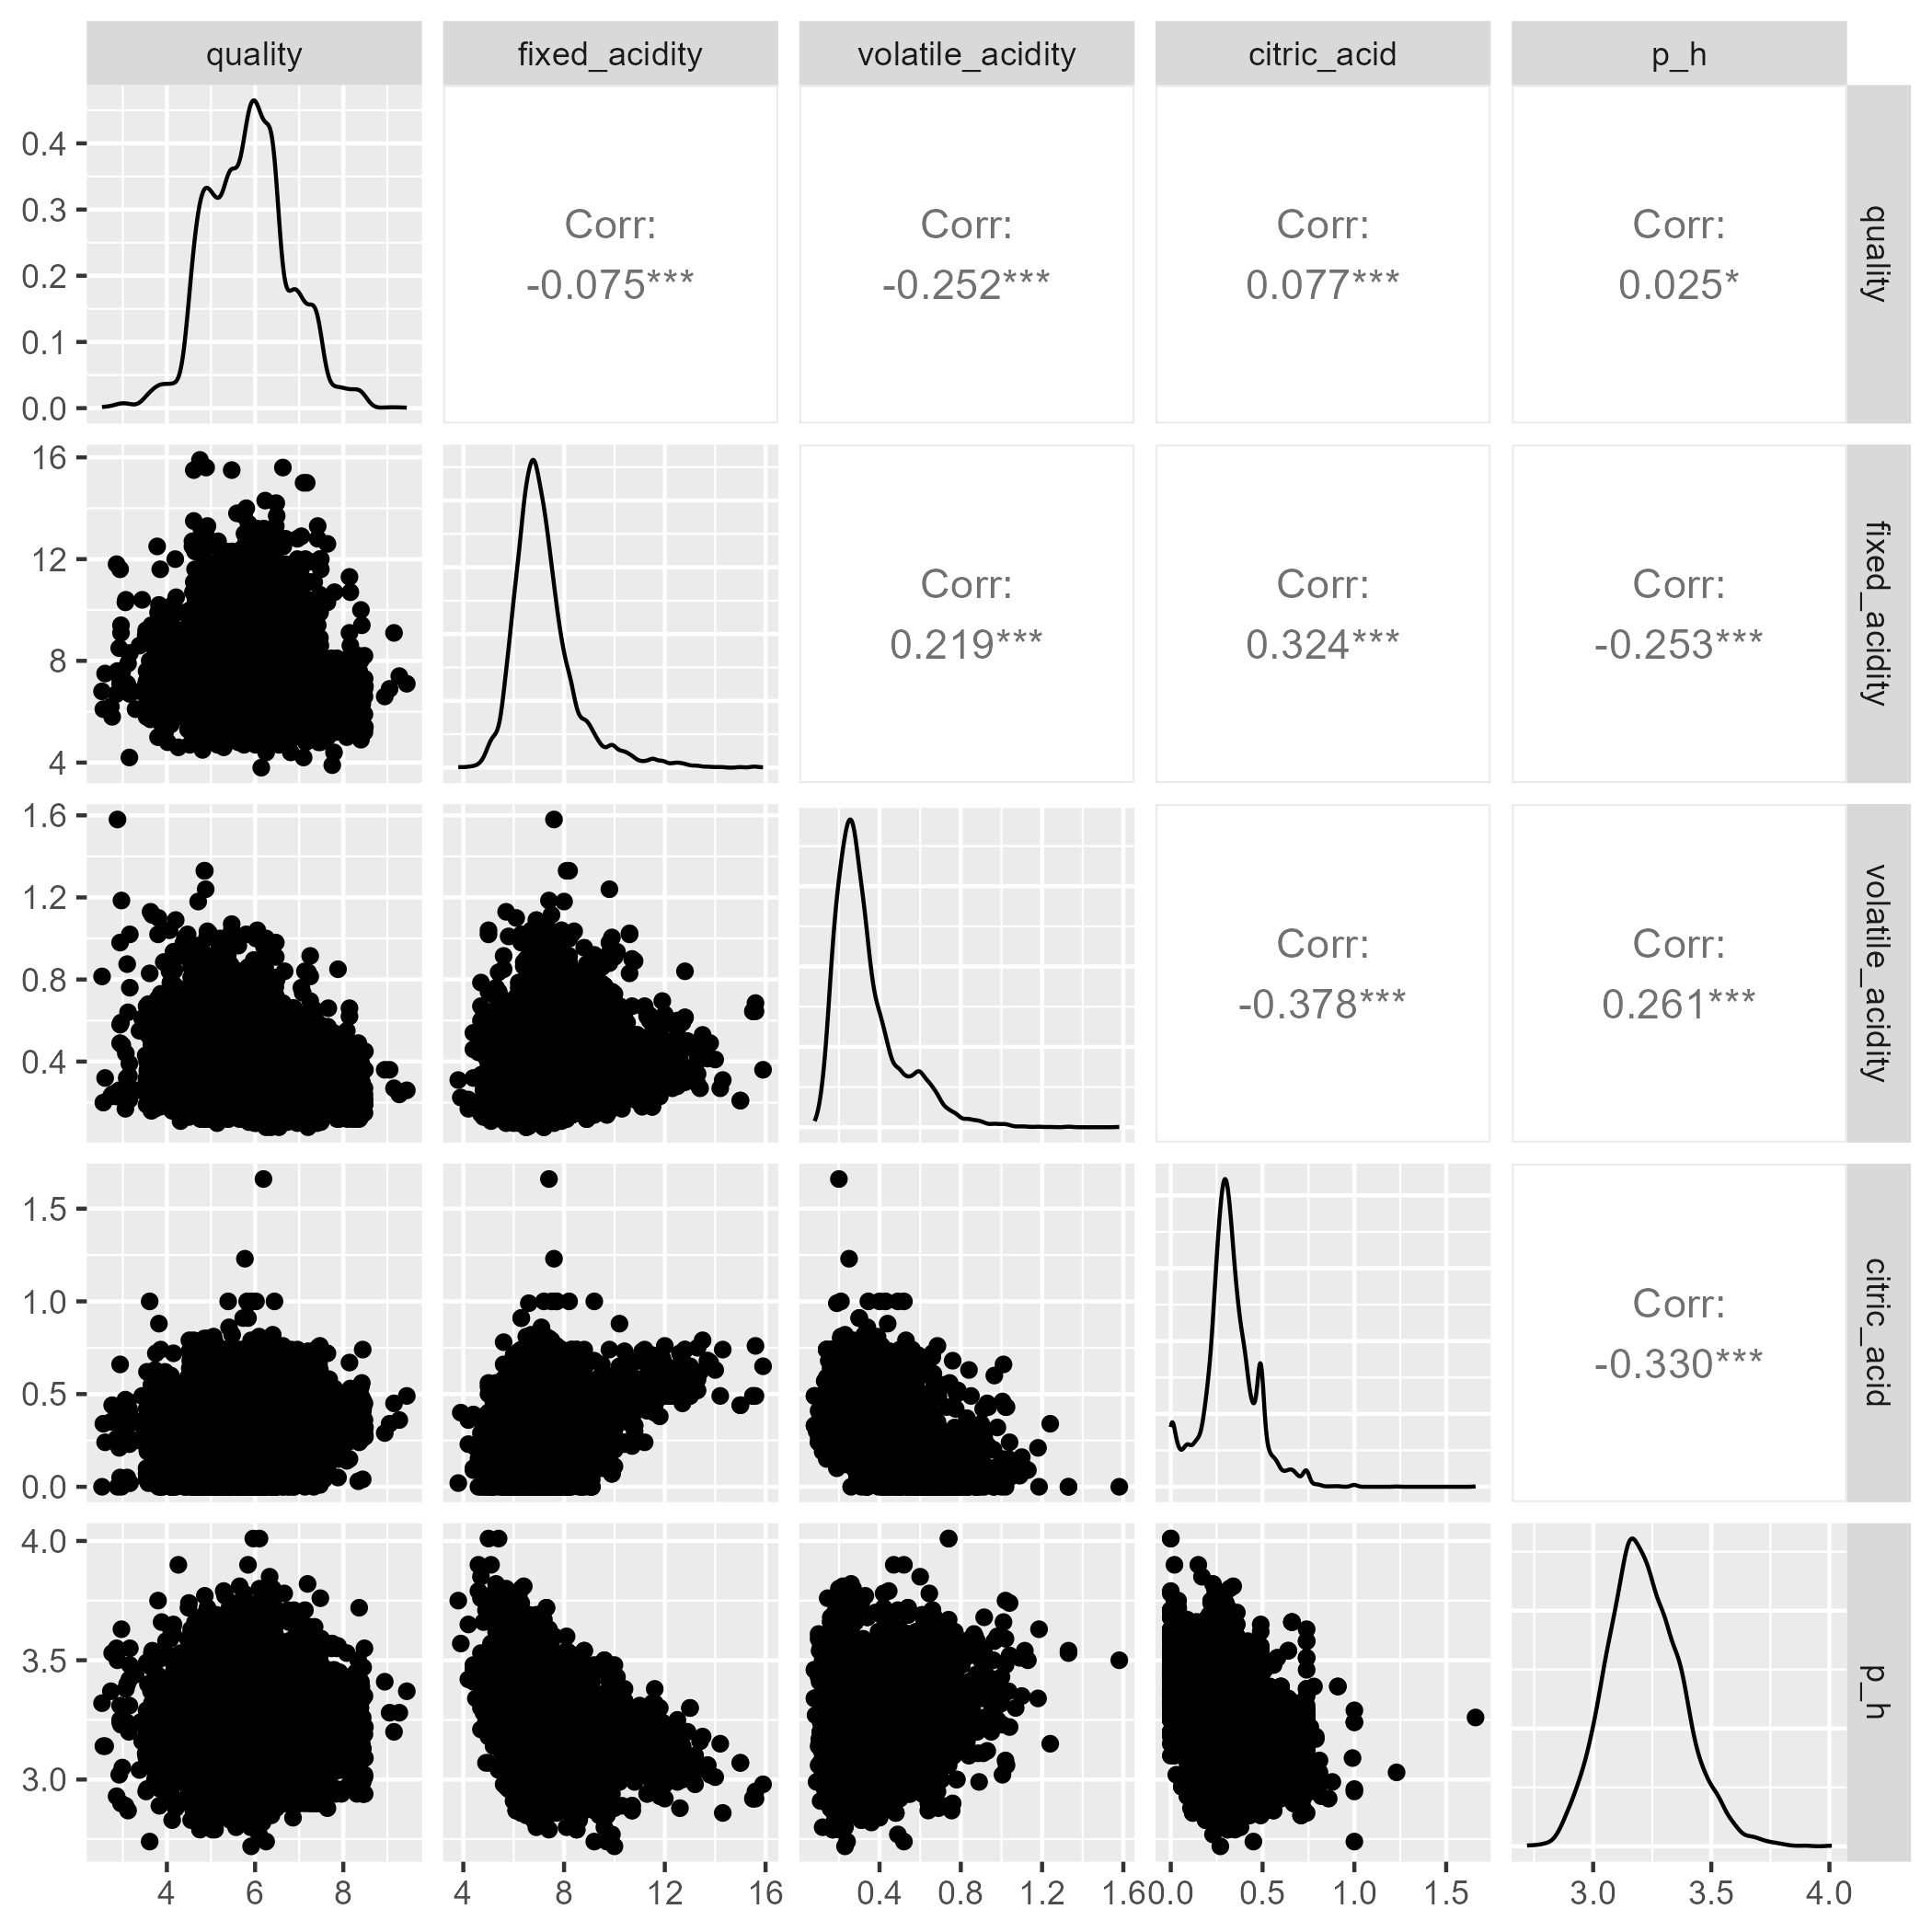 quality fixed_acidity volatile_acidity citric_acid p_h
0.4
0.3
0.2
0.1
0.0
Corr:
-0.075***
Corr:
-0.252***
Corr:
0.077***
Corr:
0.025*
quality
16
12
8
4
Corr:
0.219***
Corr:
0.324***
Corr:
-0.253***
fixed_acidity
1.6
1.2
0.8
0.4
Corr:
-0.378***
Corr:
0.261***
volatile_acidity
1.5
1.0
0.5
0.0
Corr:
-0.330***
citric_acid
4.0
3.5
3.0
p_h
4 6 8 4 8 12 16 0.4 0.8 1.2 1.6 0.0 0.5 1.0 1.5 3.0 3.5 4.0